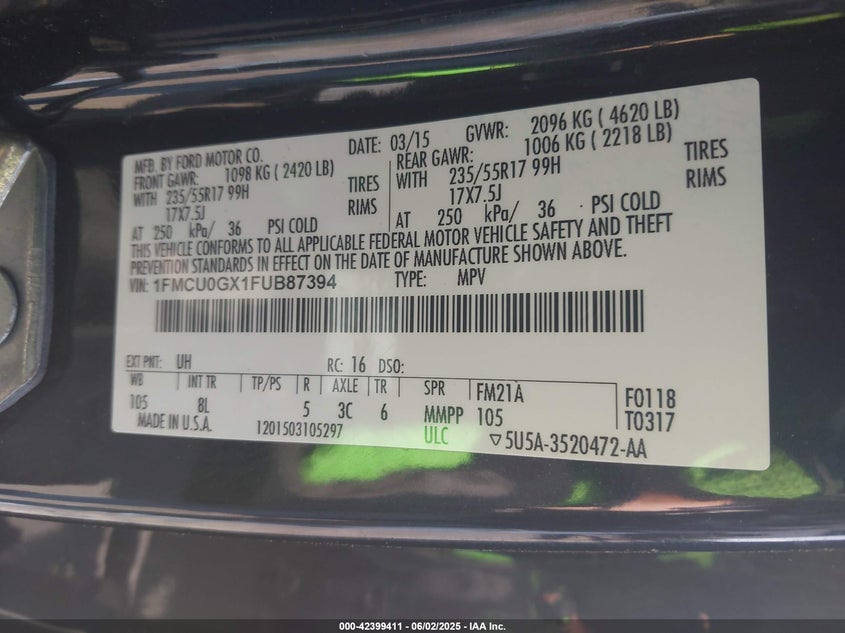 MFD. BY FORD MOTOR CO.
DATE: 03/15 GVWR: 2096 KG ( 4620 LB)
FRONT GAWR: 1098 KG ( 2420 LB)
REAR GAWR: 1006 KG ( 2218 LB)
WITH 235/55R17 99H TIRES
WITH 235/55R17 99H TIRES
17X7.5J RIMS
17X7.5J RIMS
AT 250 kPa/ 36 PSI COLD
AT 250 kPa/ 36 PSI COLD
THIS VEHICLE CONFORMS TO ALL APPLICABLE FEDERAL MOTOR VEHICLE SAFETY AND THEFT
PREVENTION STANDARDS IN EFFECT ON THE DATE OF MANUFACTURE SHOWN ABOVE.
VIN: 1FMCU0GX1FUB87394 TYPE: MPV
EXT PNT: UH RC: 16 DSO:
WB INT TR TP/PS R AXLE TR SPR FM21A F0118
105 8L 5 3C 6 MMPP 105 T0317
MADE IN U.S.A. 1201503105297 ULC ▽5U5A-3520472-AA
000-42399411 - 06/02/2025 - IAA Inc.